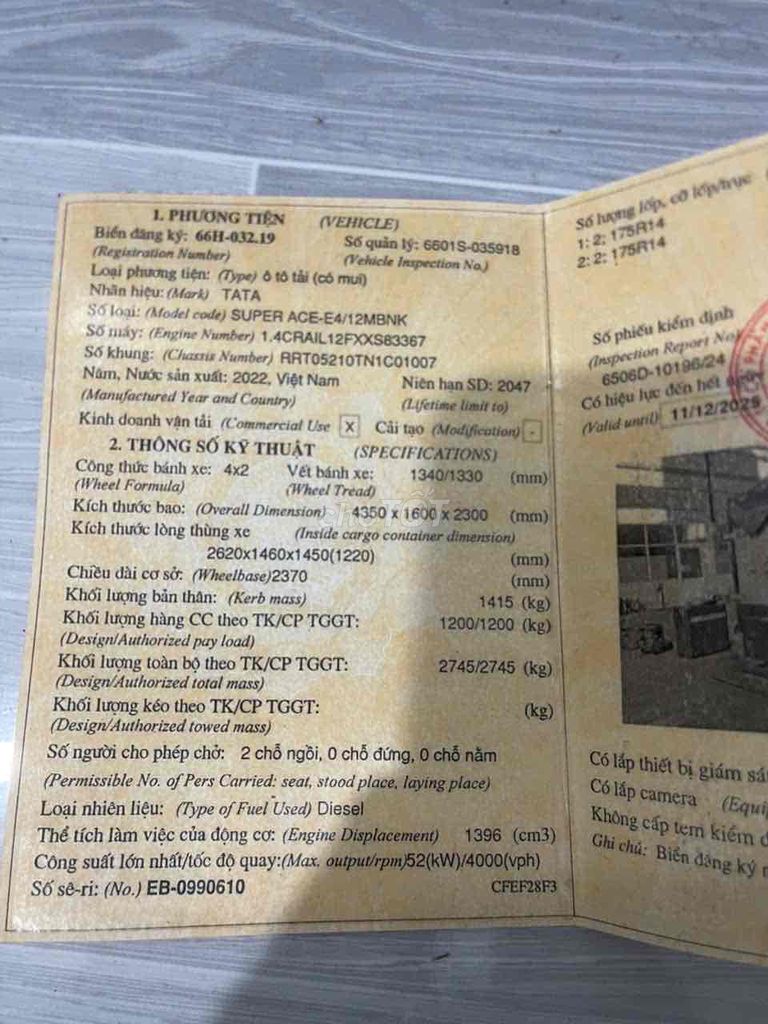 1. PHƯƠNG TIỆN (VEHICLE)
Biển đăng ký: 66H-032.19 Số quản lý: 6601S-035918
(Registration Number) (Vehicle Inspection No.)
Loại phương tiện: (Type) ô tô tải (có mui)
Nhãn hiệu: (Mark) TATA
Số loại: (Model code) SUPER ACE-E4/12MBNK
Số máy: (Engine Number) 1.4CRAIL12FXXS83367
Số khung: (Chassis Number) RRT05210TN1C01007
Năm, Nước sản xuất: 2022, Việt Nam Niên hạn SD: 2047
(Manufactured Year and Country) (Lifetime limit to)
Kinh doanh vận tải (Commercial Use X Cải tạo (Modification) -
2. THÔNG SỐ KỸ THUẬT (SPECIFICATIONS)
Công thức bánh xe: 4x2 Vết bánh xe: 1340/1330 (mm)
(Wheel Formula) (Wheel Tread)
Kích thước bao: (Overall Dimension) 4350 x 1600 x 2300 (mm)
Kích thước lòng thùng xe (Inside cargo container dimension)
2620x1460x1450(1220) (mm)
Chiều dài cơ sở: (Wheelbase)2370 (mm)
Khối lượng bản thân: (Kerb mass) 1415 (kg)
Khối lượng hàng CC theo TK/CP TGGT: 1200/1200 (kg)
(Design/Authorized pay load)
Khối lượng toàn bộ theo TK/CP TGGT: 2745/2745 (kg)
(Design/Authorized total mass)
Khối lượng kéo theo TK/CP TGGT: (kg)
(Design/Authorized towed mass)
Số người cho phép chở: 2 chỗ ngồi, 0 chỗ đứng, 0 chỗ nằm
(Permissible No. of Pers Carried: seat, stood place, laying place)
Loại nhiên liệu: (Type of Fuel Used) Diesel
Thể tích làm việc của động cơ: (Engine Displacement) 1396 (cm3)
Công suất lớn nhất/tốc độ quay:(Max. output/rpm)52(kW)/4000(vph)
Số sê-ri: (No.) EB-0990610 CFEF28F3
Số lượng lốp, cỡ lốp/trục
1: 2; 175R14
2: 2; 175R14
Số phiếu kiểm định
(Inspection Report No
6506D-10196/24
Có hiệu lực đến hết ngày
(Valid until) 11/12/2025
Có lắp thiết bị giám sá
Có lắp camera (Equip
Không cấp tem kiểm đ
Ghi chú: Biển đăng ký n
CHỢ TỐT